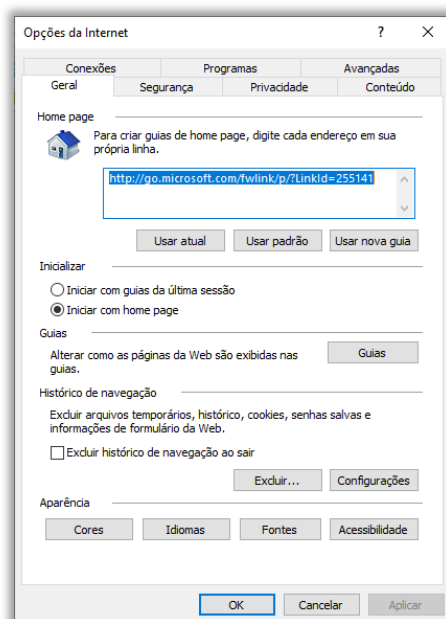 Opções da Internet
?
Conexões Programas Avançadas
Geral Segurança Privacidade Conteúdo
Home page
Para criar guias de home page, digite cada endereço em sua
própria linha.
http://go.microsoft.com/fwlink/p/?LinkId=255141
Usar atual Usar padrão Usar nova guia
Inicializar
Iniciar com guias da última sessão
Iniciar com home page
Guias
Alterar como as páginas da Web são exibidas nas
guias.
Guias
Histórico de navegação
Excluir arquivos temporários, histórico, cookies, senhas salvas e
informações de formulário da Web.
Excluir histórico de navegação ao sair
Excluir... Configurações
Aparência
Cores Idiomas Fontes Acessibilidade
OK Cancelar Aplicar